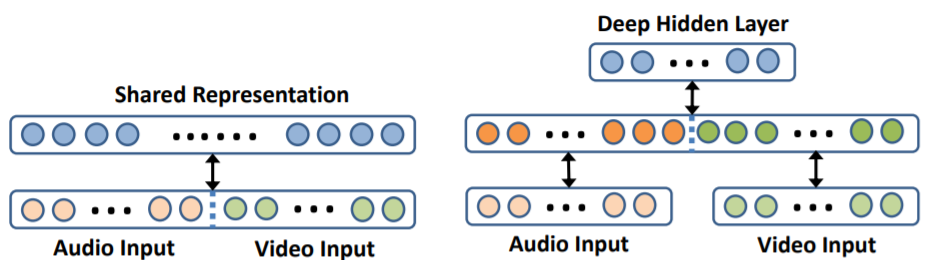 Shared Representation
Audio Input
Video Input
Deep Hidden Layer
Audio Input
Video Input